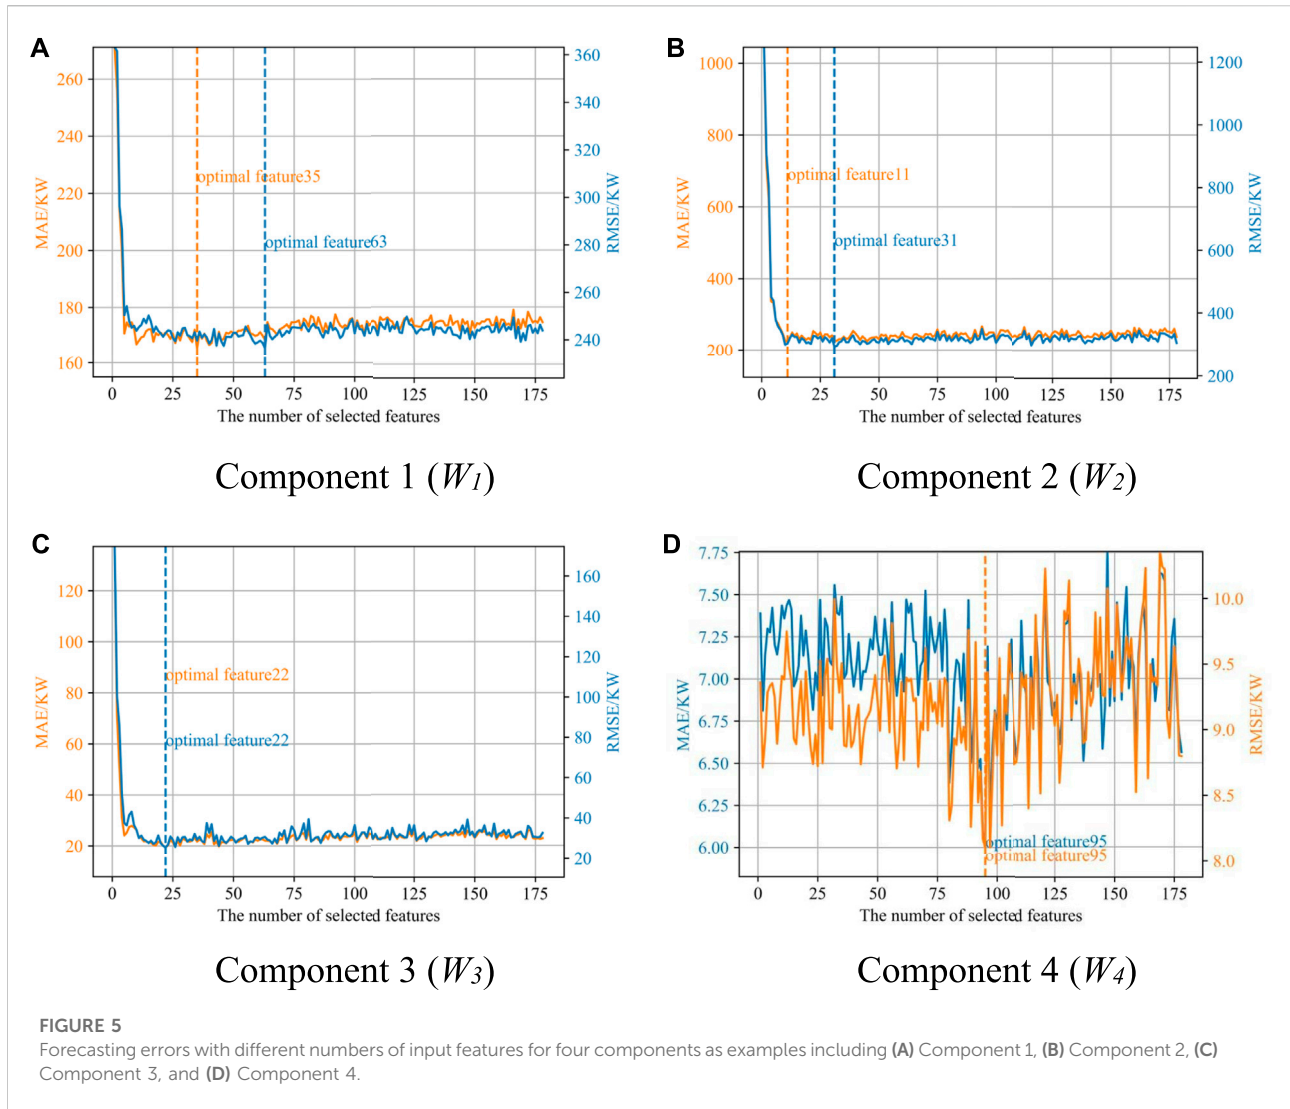 A
MAE/KW
260
240
220
200
180
160
360
340
320
300
280
260
240
RMSE/KW
optimal feature35
optimal feature63
0 25 50 75 100 125 150 175
The number of selected features
Component 1 (W1)
B
MAE/KW
1000
800
600
400
200
1200
1000
800
600
400
200
RMSE/KW
optimal feature11
optimal feature31
0 25 50 75 100 125 150 175
The number of selected features
Component 2 (W2)
C
MAE/KW
120
100
80
60
40
20
160
140
120
100
80
60
40
20
RMSE/KW
optimal feature22
optimal feature22
0 25 50 75 100 125 150 175
The number of selected features
Component 3 (W3)
D
MAE/KW
7.75
7.50
7.25
7.00
6.75
6.50
6.25
6.00
10.0
9.5
9.0
8.5
8.0
RMSE/KW
optimal feature95
optimal feature95
0 25 50 75 100 125 150 175
The number of selected features
Component 4 (W4)
FIGURE 5
Forecasting errors with different numbers of input features for four components as examples including (A) Component 1, (B) Component 2, (C)
Component 3, and (D) Component 4.